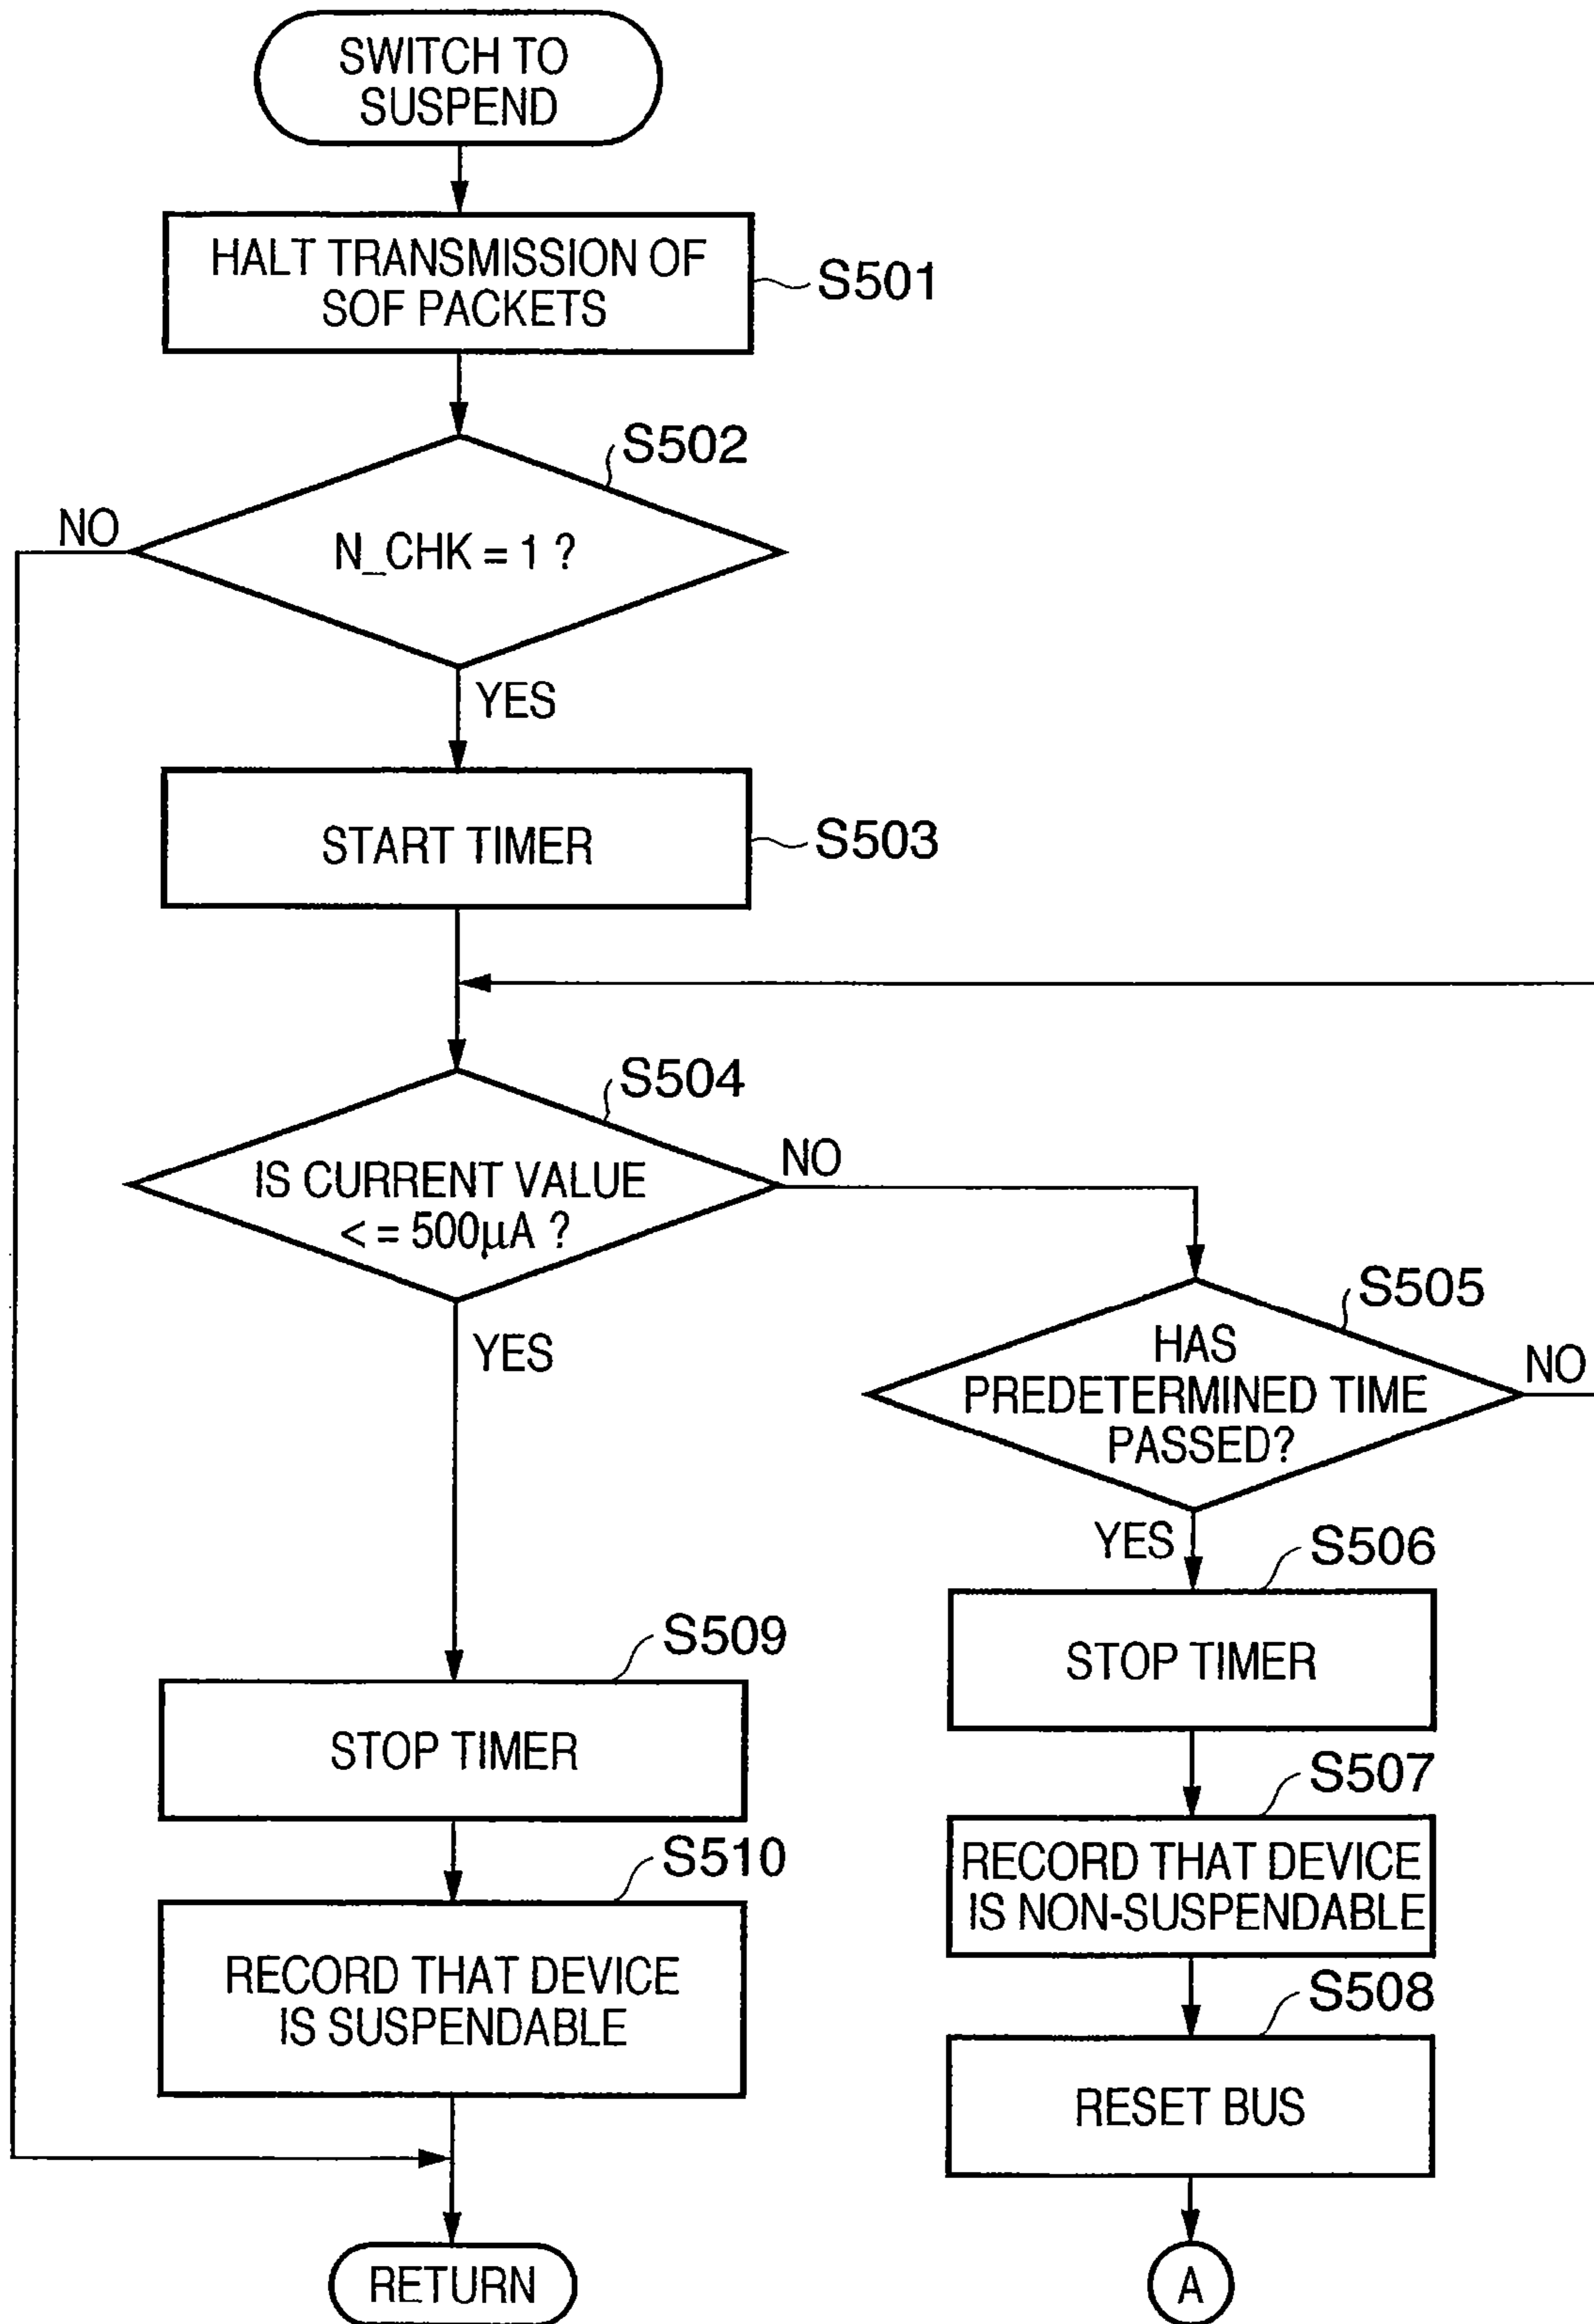 SWITCH TO
SUSPEND
HALT TRANSMISSION OF
SOF PACKETS
S501
S502
NO
N_CHK = 1 ?
YES
START TIMER
S503
S504
IS CURRENT VALUE
< = 500µA ?
NO
YES
S505
HAS
PREDETERMINED TIME
PASSED?
NO
YES
S506
STOP TIMER
S509
STOP TIMER
S507
RECORD THAT DEVICE
IS NON-SUSPENDABLE
S510
RECORD THAT DEVICE
IS SUSPENDABLE
S508
RESET BUS
RETURN
A